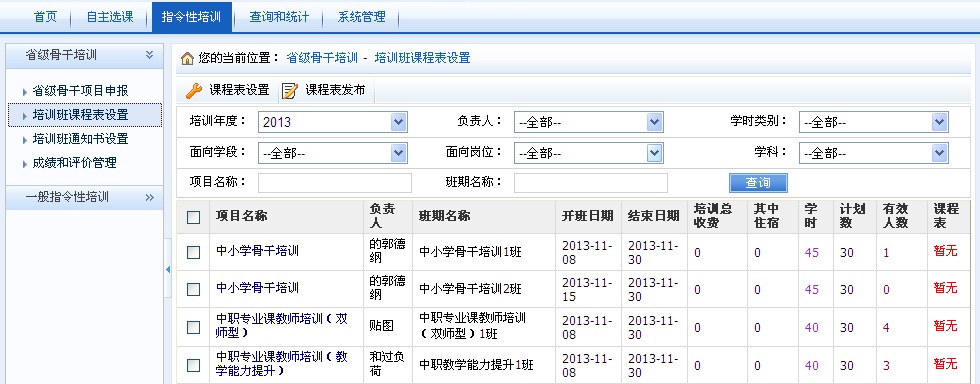 首页 自主选课 指令性培训 查询和统计 系统管理
省级骨干培训
省级骨干项目申报
培训班课程表设置
培训班通知书设置
成绩和评价管理
一般指令性培训
您的当前位置： 省级骨干培训 - 培训班课程表设置
课程表设置 课程表发布
培训年度： 2013 负责人： --全部-- 学时类别： --全部--
面向学段： --全部-- 面向岗位： --全部-- 学科： --全部--
项目名称： 班期名称： 查询
项目名称 负责人 班期名称 开班日期 结束日期 培训总收费 其中住宿 学时 计划数 有效人数 课程表
中小学骨干培训 的郭德纲 中小学骨干培训1班 2013-11-08 2013-11-30 0 0 45 30 1 暂无
中小学骨干培训 的郭德纲 中小学骨干培训2班 2013-11-15 2013-11-30 0 0 45 30 0 暂无
中职专业课教师培训（双师型） 贴图 中职专业课教师培训（双师型）1班 2013-11-08 2013-11-30 0 0 40 30 4 暂无
中职专业课教师培训（教学能力提升） 和过负荷 中职教学能力提升1班 2013-11-08 2013-11-30 0 0 40 30 3 暂无